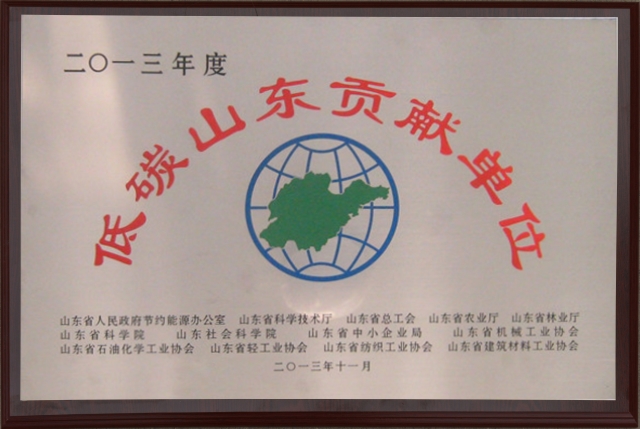 二〇一三年度
低碳山东贡献单位
山东省人民政府节约能源办公室 山东省科学技术厅 山东省总工会 山东省农业厅 山东省林业厅
山东省科学院 山东社会科学院 山东省中小企业局 山东省机械工业协会
山东省石油化学工业协会 山东省轻工业协会 山东省纺织工业协会 山东省建筑材料工业协会
二〇一三年十一月